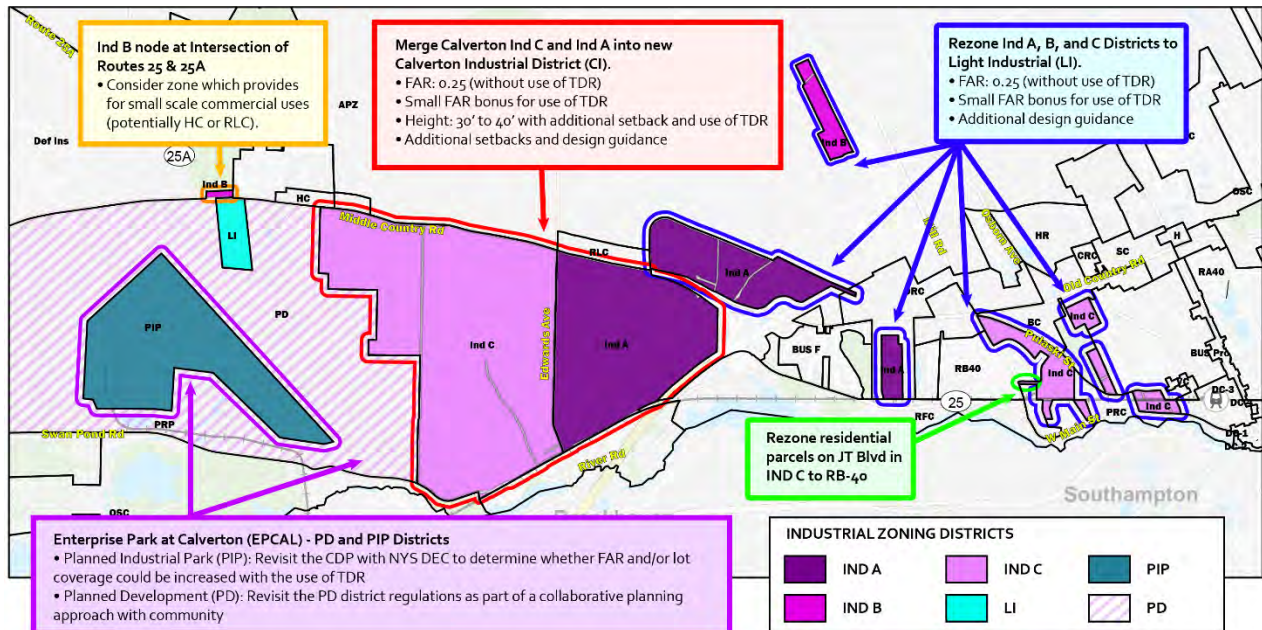 Route 25A
Ind B node at Intersection of
Routes 25 & 25A
• Consider zone which provides
for small scale commercial uses
(potentially HC or RLC).
Merge Calverton Ind C and Ind A into new
Calverton Industrial District (CI).
• FAR: 0.25 (without use of TDR)
• Small FAR bonus for use of TDR
• Height: 30' to 40' with additional setback and use of TDR
• Additional setbacks and design guidance
Rezone Ind A, B, and C Districts to
Light Industrial (LI).
• FAR: 0.25 (without use of TDR)
• Small FAR bonus for use of TDR
• Additional design guidance
APZ
Def Ins
25A
Ind B
Ind B
HC
LI
Middle Country Rd
RLC
Ind A
Osborn Ave
HR
CRC
SC
H
OSC
Old Country Rd
RA40
PD
PIP
Ind C
Edwards Ave
Ind A
BUS F
Ind A
RB40
BC
Pulaski St
Ind C
Ind C
Ind C
BUS Prc
DC-3
25
RFC
PRC
W Main St
DC-1
PRP
Swan Pond Rd
River Rd
OSC
Rezone residential
parcels on JT Blvd in
IND C to RB-40
Southampton
Enterprise Park at Calverton (EPCAL) - PD and PIP Districts
• Planned Industrial Park (PIP): Revisit the CDP with NYS DEC to determine whether FAR and/or lot
coverage could be increased with the use of TDR
• Planned Development (PD): Revisit the PD district regulations as part of a collaborative planning
approach with community
INDUSTRIAL ZONING DISTRICTS
IND A
IND C
PIP
IND B
LI
PD